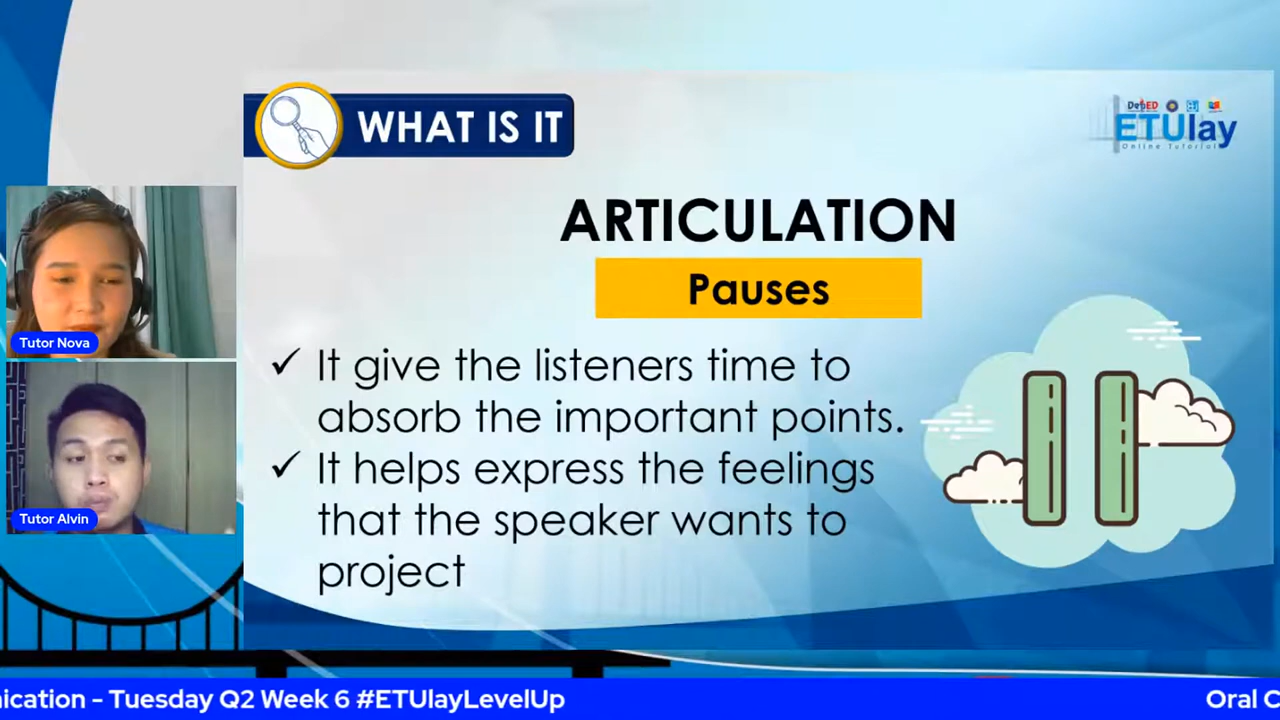 WHAT IS IT
DepED
ETUlay
Online Tutorial
ARTICULATION
Pauses
✓ It give the listeners time to
absorb the important points.
✓ It helps express the feelings
that the speaker wants to
project
Tutor Nova
Tutor Alvin
nication - Tuesday Q2 Week 6 #ETUlayLevelUp
Oral C